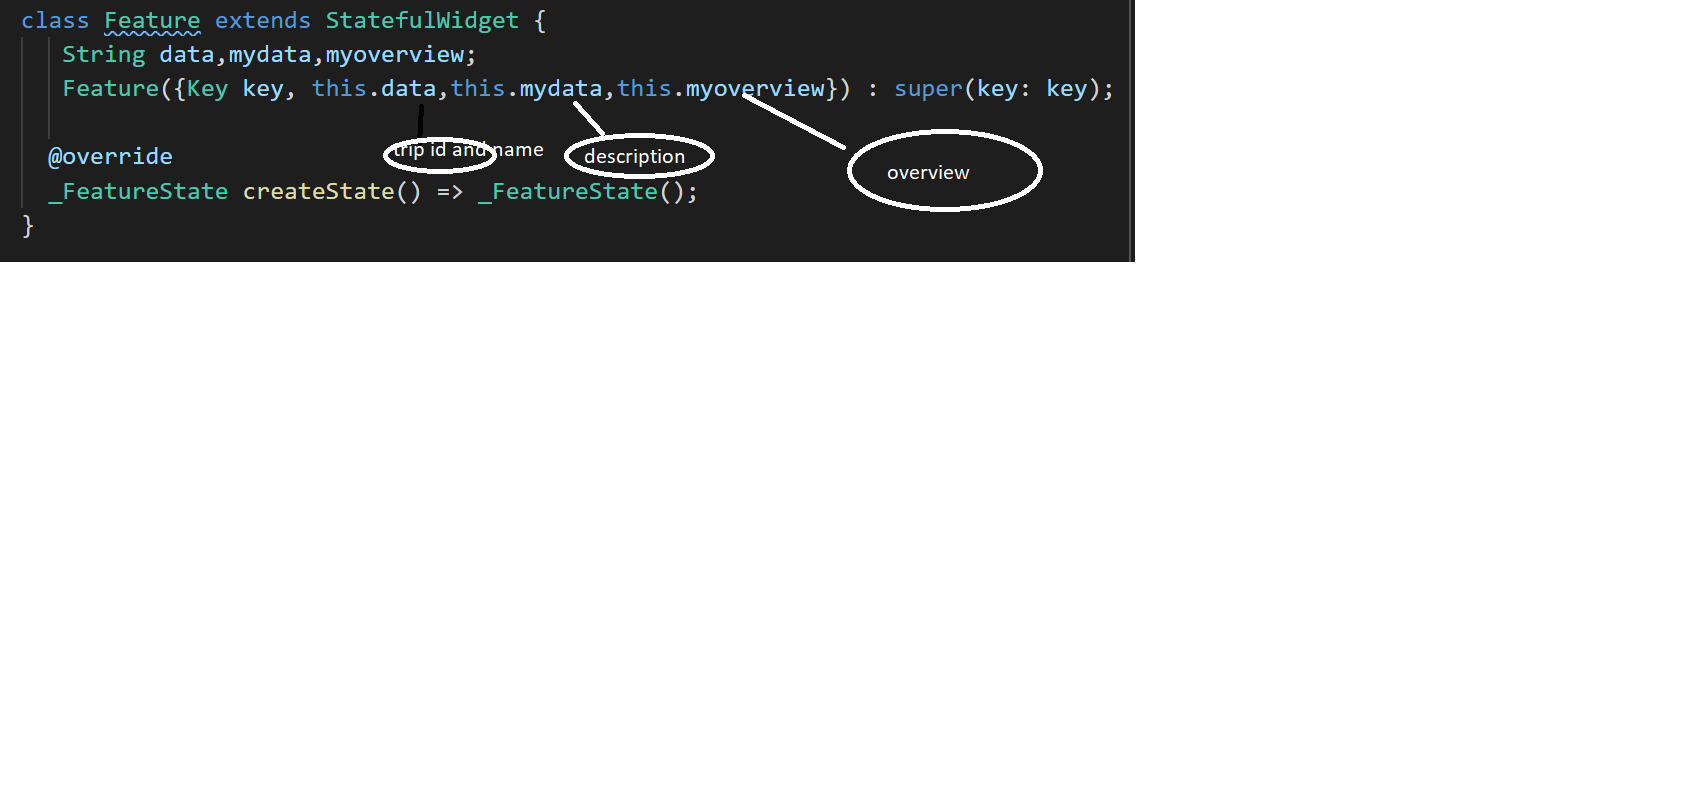 class Feature extends StatefulWidget {
String data,mydata,myoverview;
Feature({Key key, this.data,this.mydata,this.myoverview}) : super(key: key);
trip id and name
description
overview
@override
_FeatureState createState() => _FeatureState();
}